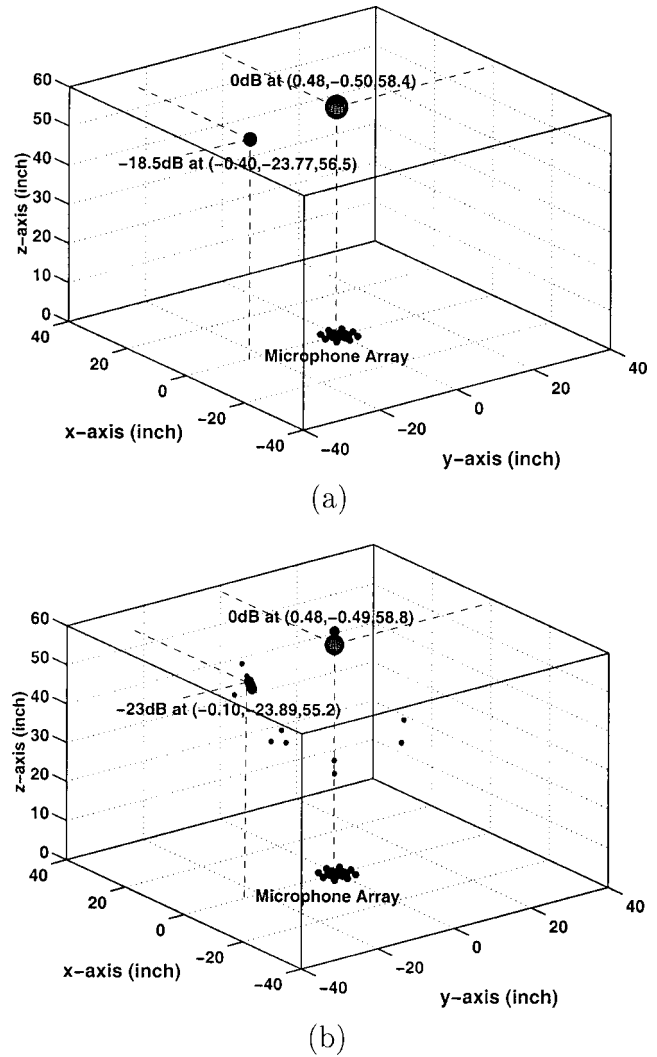 60
50
40
30
20
10
0
z-axis (inch)
0dB at (0.48,-0.50,58.4)
-18.5dB at (-0.40,-23.77,56.5)
Microphone Array
40
20
0
-20
-40
x-axis (inch)
-40
-20
0
20
40
y-axis (inch)
(a)
60
50
40
30
20
10
0
z-axis (inch)
0dB at (0.48,-0.49,58.8)
-23dB at (-0.10,-23.89,55.2)
Microphone Array
40
20
0
-20
-40
x-axis (inch)
-40
-20
0
20
40
y-axis (inch)
(b)